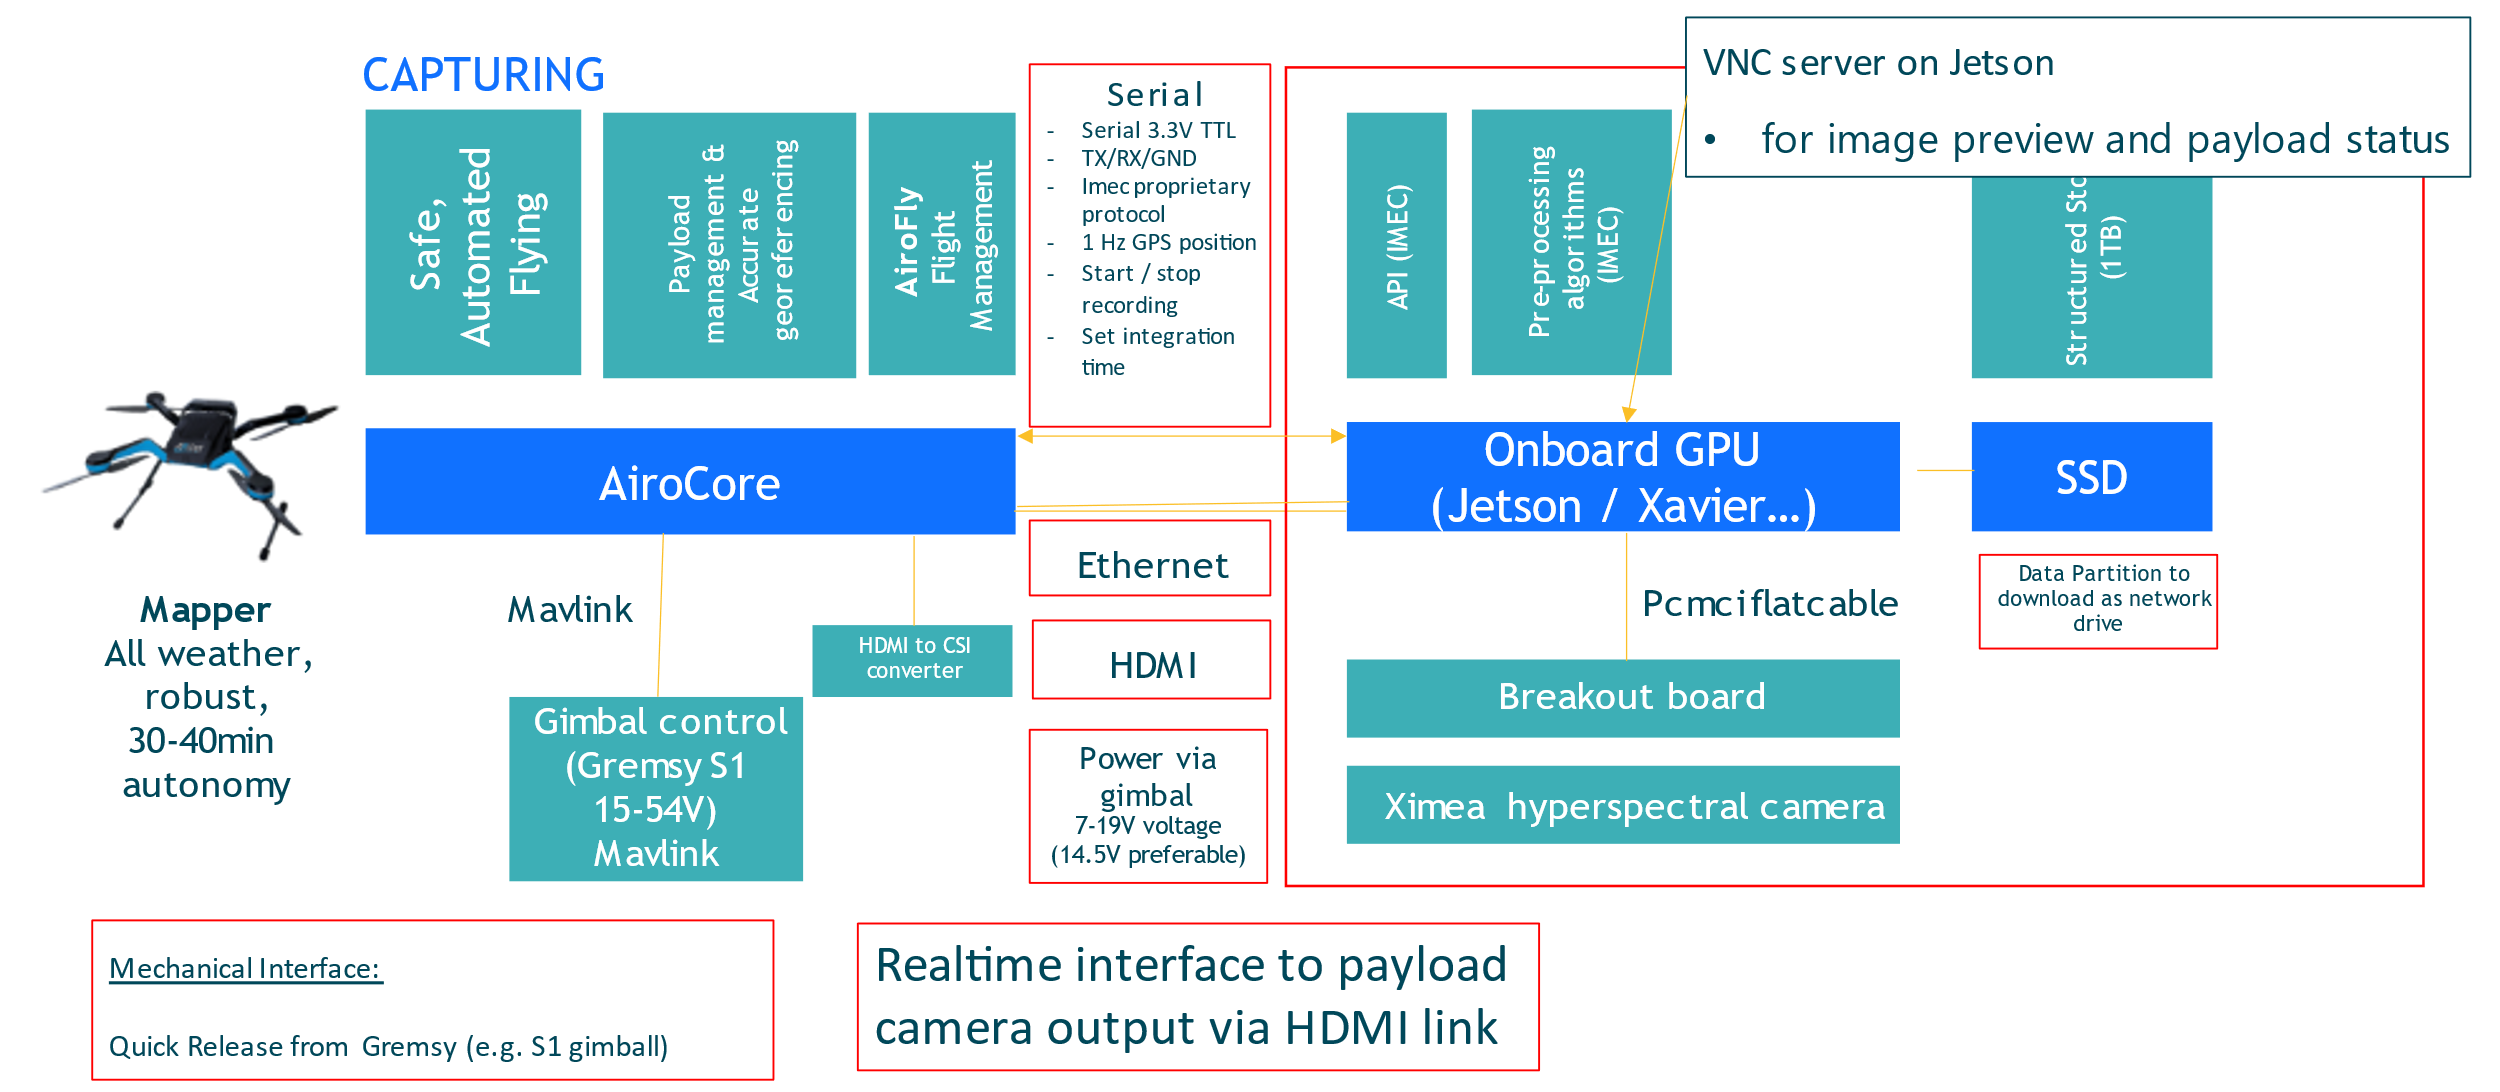 CAPTURING
Safe,
Automated
Flying
Payload
management &
Accurate
georeferencing
AiroFly
Flight
Management
Serial
- Serial 3.3V TTL
- TX/RX/GND
- Imec proprietary
protocol
- 1 Hz GPS position
- Start / stop
recording
- Set integration
time
API (IMEC)
Pre-processing
algorithms
(IMEC)
VNC server on Jetson
• for image preview and payload status
Structured
(1TB)
AiroCore
Onboard GPU
(Jetson / Xavier...)
SSD
Mapper
All weather,
robust,
30-40min
autonomy
Mavlink
HDMI to CSI
converter
Gimbal control
(Gremsy S1
15-54V)
Mavlink
Ethernet
HDMI
Power via
gimbal
7-19V voltage
(14.5V preferable)
Pcmciflatcable
Data Partition to
download as network
drive
Breakout board
Ximea hyperspectral camera
Mechanical Interface:
Quick Release from Gremsy (e.g. S1 gimball)
Realtime interface to payload
camera output via HDMI link